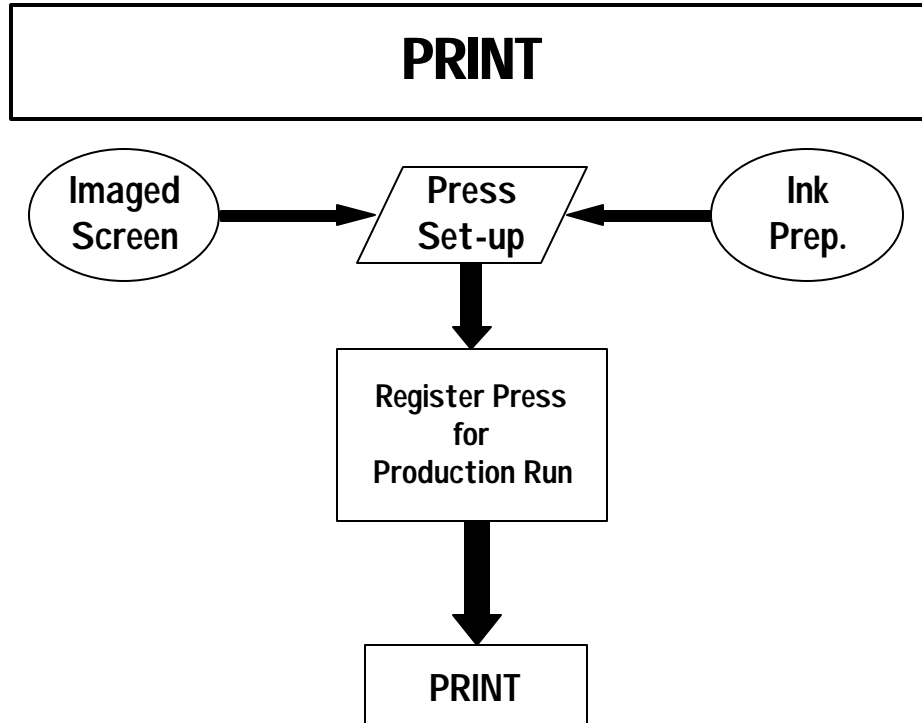 PRINT
Imaged
Screen
Press
Set-up
Ink
Prep.
Register Press
for
Production Run
PRINT